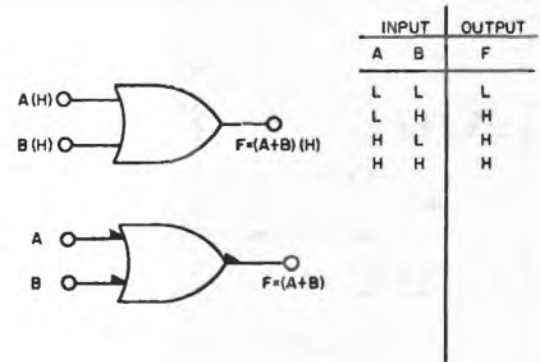 INPUT OUTPUT
A B F
L L L
L H H
H L H
H H H
A(H)
B(H)
F=(A+B)(H)
A
B
F=(A+B)